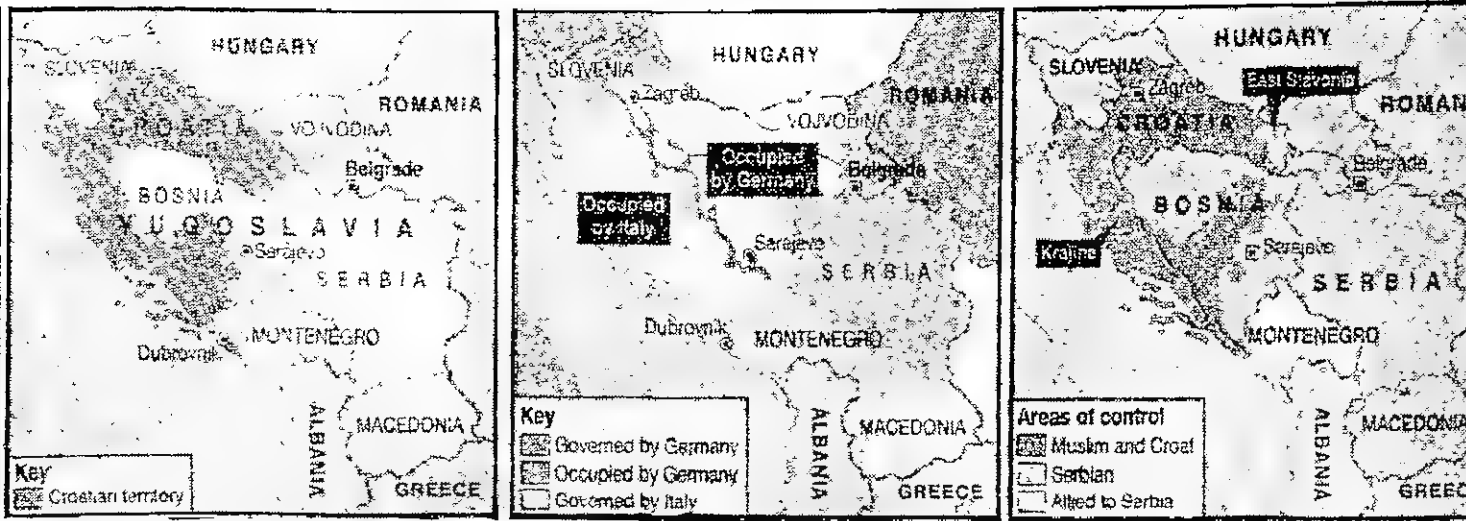 HUNGARY
SLOVENIA
Zagreb
ROMANIA
CROATIA
VOJVODINA
Belgrade
BOSNIA
YUGOSLAVIA
Sarajevo
SERBIA
MONTENEGRO
Dubrovnik
ALBANIA
MACEDONIA
GREECE
Key
Croatian territory
HUNGARY
SLOVENIA
Zagreb
ROMANIA
VOJVODINA
Occupied
by Germany
Belgrade
Occupied
by Italy
Sarajevo
SERBIA
Dubrovnik
MONTENEGRO
ALBANIA
MACEDONIA
GREECE
Key
Governed by Germany
Occupied by Germany
Governed by Italy
HUNGARY
SLOVENIA
East Slavonia
Zagreb
ROMAN
CROATIA
Belgrade
BOSNIA
Krajina
Sarajevo
SERBIA
MONTENEGRO
ALBANIA
MACEDONIA
GREEC
Areas of control
Muslim and Croat
Serbian
Allied to Serbia